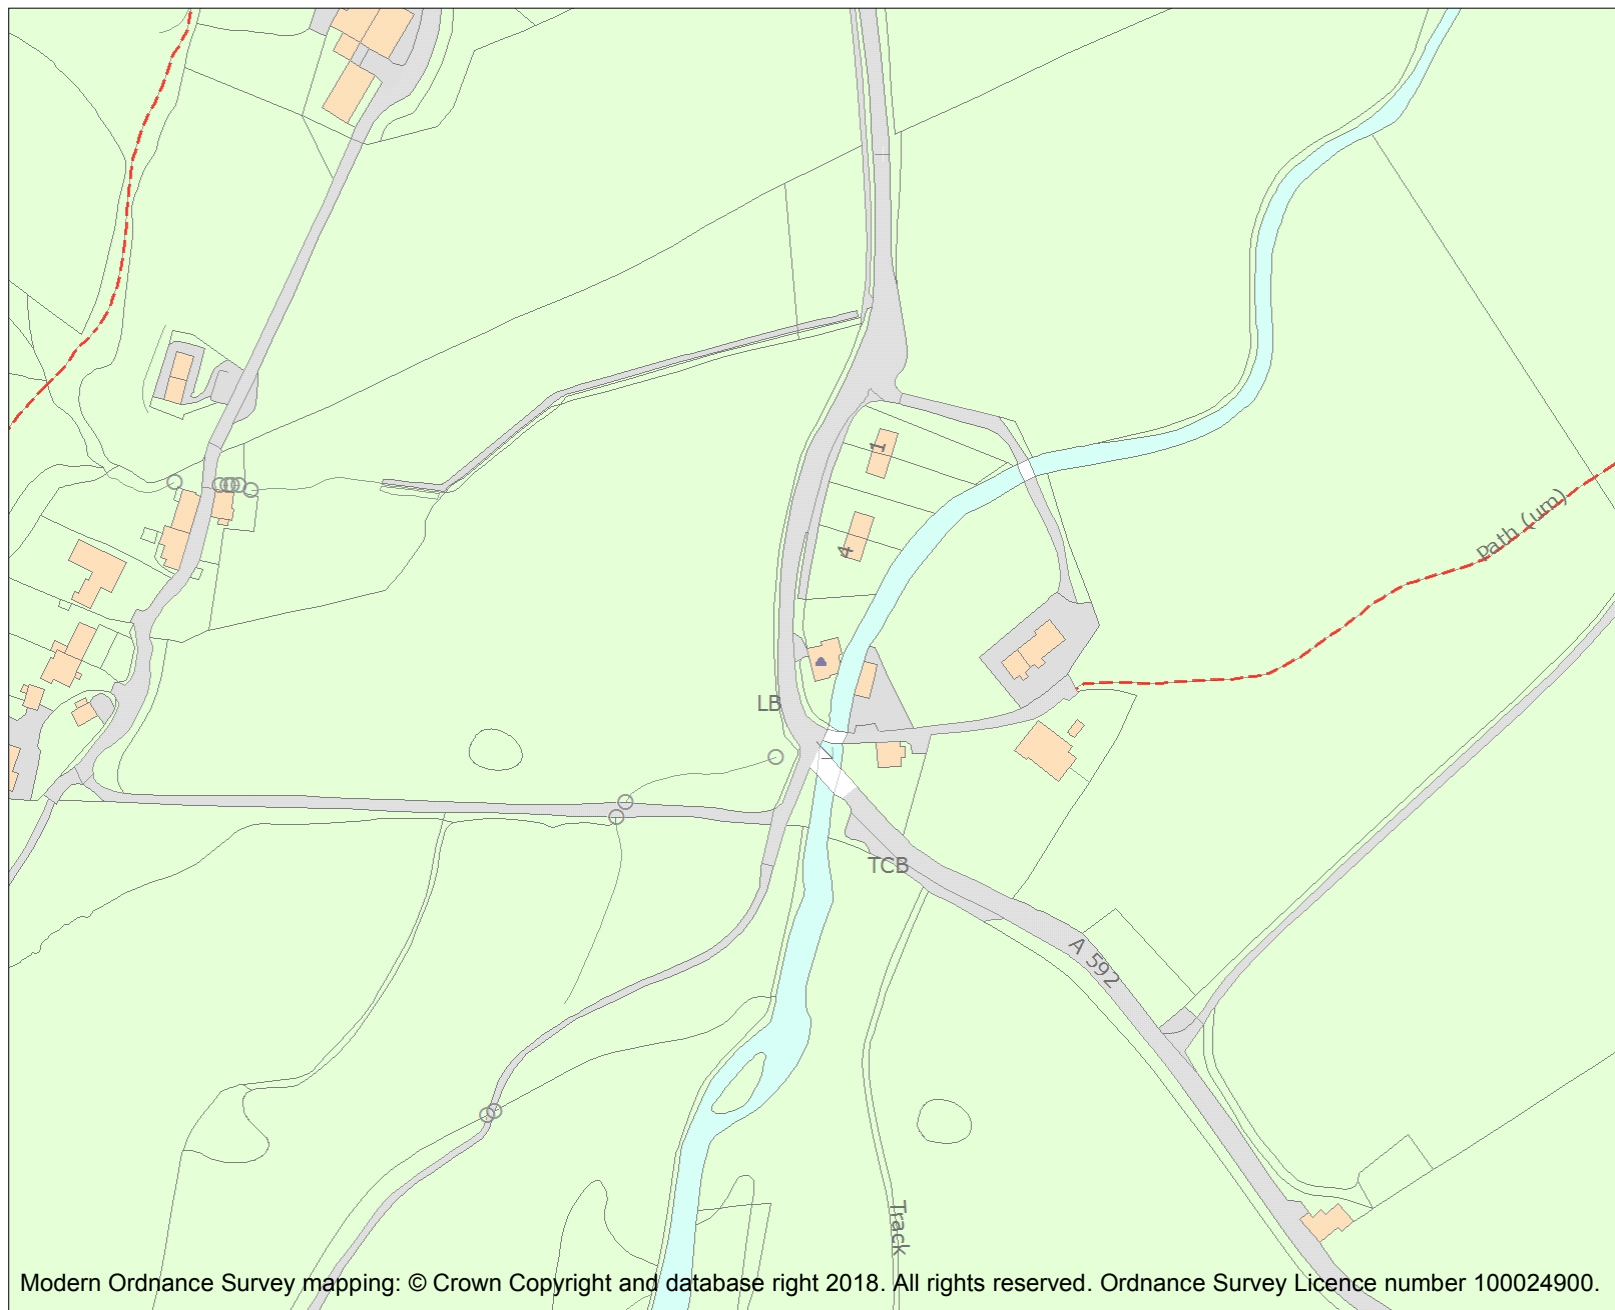 1
Path (um)
4
LB
TCB
A 592
Track
Modern Ordnance Survey mapping: © Crown Copyright and database right 2018. All rights reserved. Ordnance Survey Licence number 100024900.